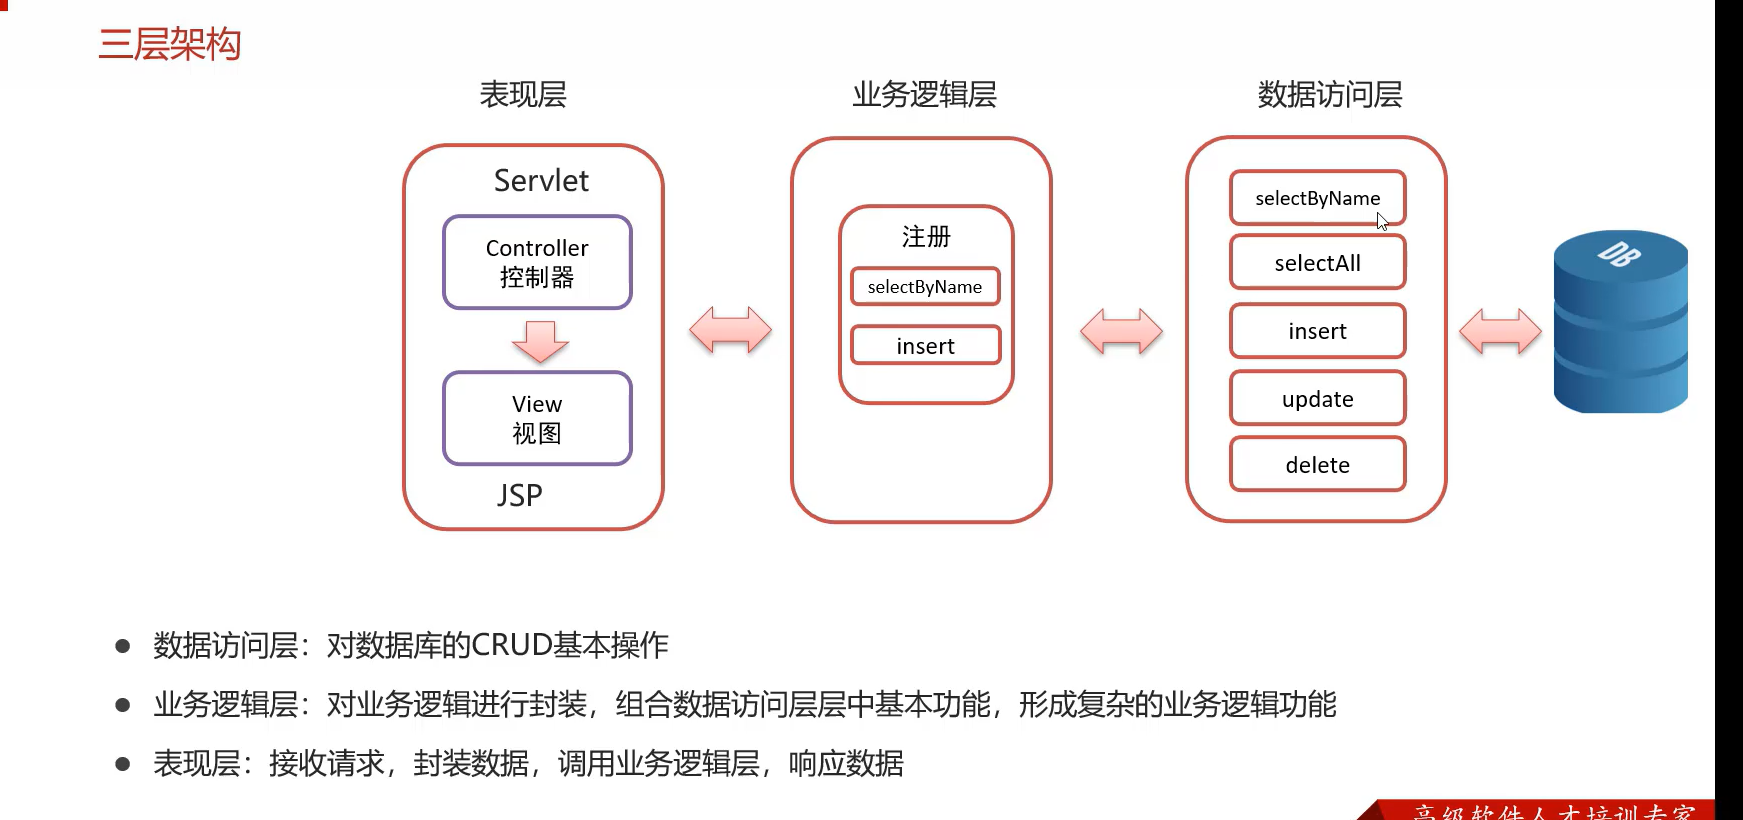 三层架构
表现层
业务逻辑层
数据访问层
Servlet
Controller
控制器
View
视图
JSP
注册
selectByName
insert
selectByName
selectAll
insert
update
delete
DB
● 数据访问层：对数据库的CRUD基本操作
● 业务逻辑层：对业务逻辑进行封装，组合数据访问层层中基本功能，形成复杂的业务逻辑功能
● 表现层：接收请求，封装数据，调用业务逻辑层，响应数据
高级软件人才培训专家